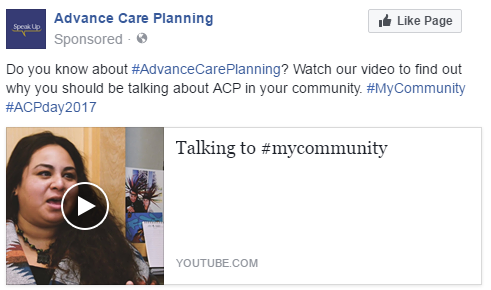 Speak Up
Advance Care Planning
Like Page
Sponsored ·
Do you know about #AdvanceCarePlanning? Watch our video to find out
why you should be talking about ACP in your community. #MyCommunity
#ACPday2017
Talking to #mycommunity
YOUTUBE.COM